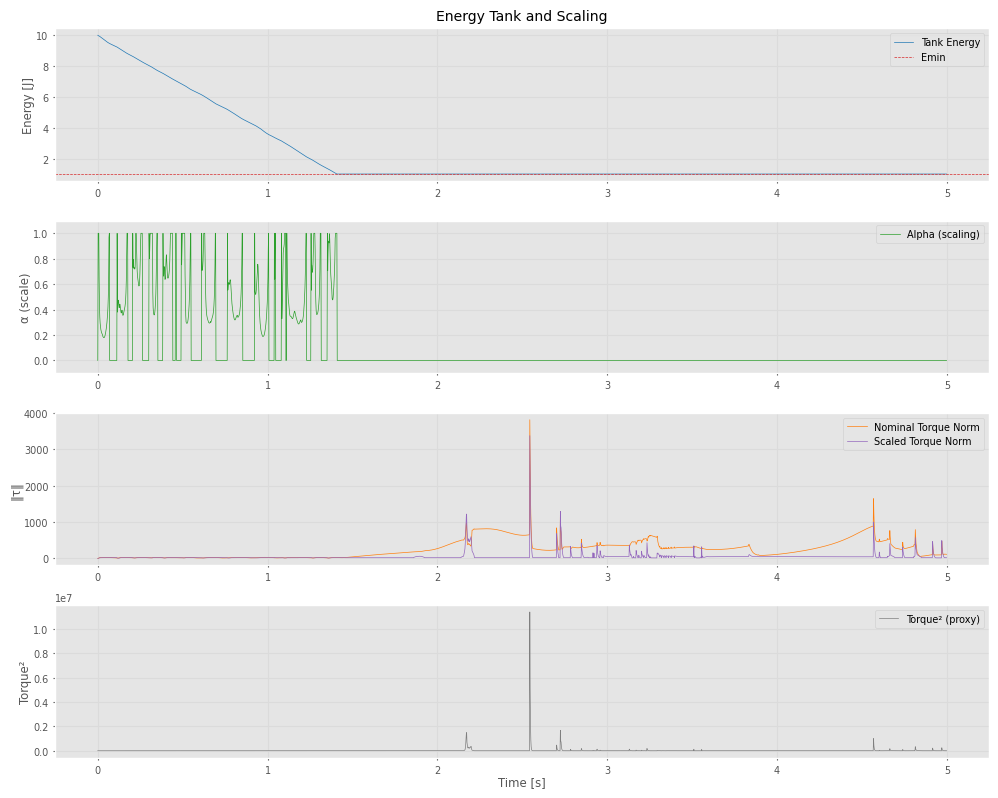 Energy Tank and Scaling
Energy [J]
10
8
6
4
2
Tank Energy
Emin
0 1 2 3 4 5
α (scale)
1.0
0.8
0.6
0.4
0.2
0.0
Alpha (scaling)
0 1 2 3 4 5
‖τ‖
4000
3000
2000
1000
0
Nominal Torque Norm
Scaled Torque Norm
0 1 2 3 4 5
1e7
Torque²
1.0
0.8
0.6
0.4
0.2
0.0
Torque² (proxy)
0 1 2 3 4 5
Time [s]